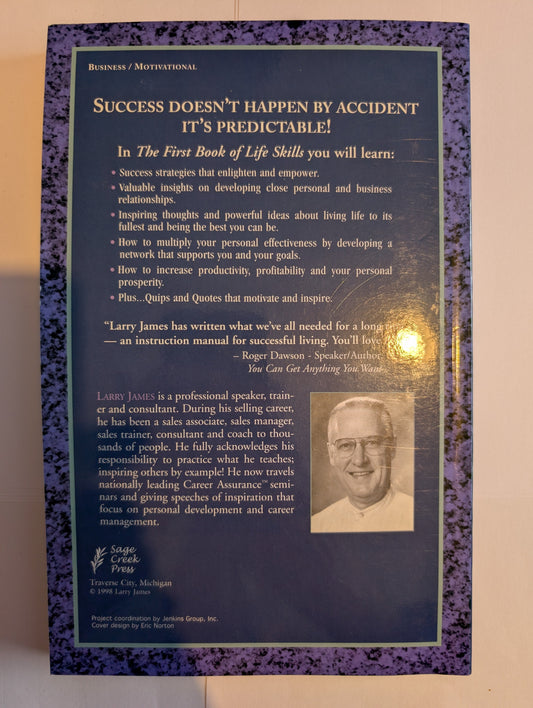 BUSINESS / MOTIVATIONAL
SUCCESS DOESN'T HAPPEN BY ACCIDENT
IT'S PREDICTABLE!
In The First Book of Life Skills you will learn:
• Success strategies that enlighten and empower.
• Valuable insights on developing close personal and business
relationships.
• Inspiring thoughts and powerful ideas about living life to its
fullest and being the best you can be.
• How to multiply your personal effectiveness by developing a
network that supports you and your goals.
• How to increase productivity, profitability and your personal
prosperity.
• Plus...Quips and Quotes that motivate and inspire.
"Larry James has written what we've all needed for a long
— an instruction manual for successful living. You'll love
– Roger Dawson - Speaker/Author
You Can Get Anything You Want
LARRY JAMES is a professional speaker, train-
er and consultant. During his selling career,
he has been a sales associate, sales manager,
sales trainer, consultant and coach to thou-
sands of people. He fully acknowledges his
responsibility to practice what he teaches;
inspiring others by example! He now travels
nationally leading Career Assurance™ semi-
nars and giving speeches of inspiration that
focus on personal development and career
management.
Sage
Creek
Press
Traverse City, Michigan
© 1998 Larry James
Project coordination by Jenkins Group, Inc.
Cover design by Eric Norton